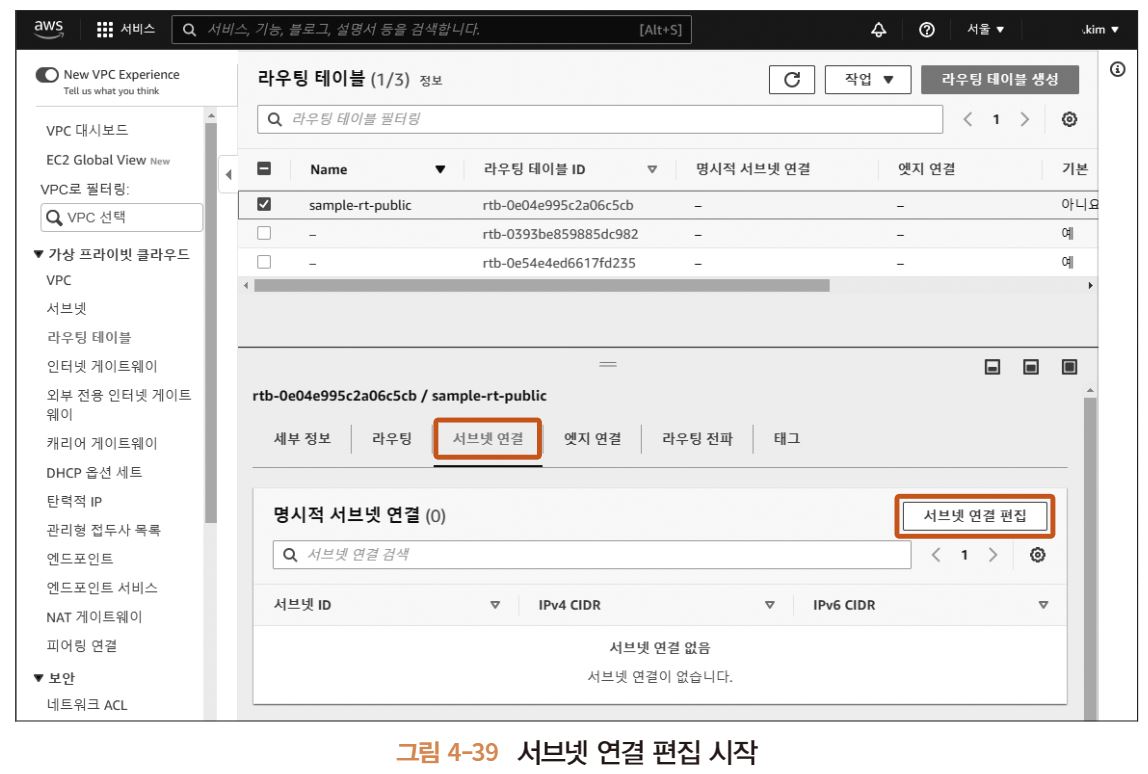 aws 서비스 서비스, 기능, 블로그, 설명서 등을 검색합니다. [Alt+S] 서울 ▼ .kim ▼
New VPC Experience
Tell us what you think
VPC 대시보드
EC2 Global View New
VPC로 필터링:
VPC 선택
▼ 가상 프라이빗 클라우드
VPC
서브넷
라우팅 테이블
인터넷 게이트웨이
외부 전용 인터넷 게이트
웨이
캐리어 게이트웨이
DHCP 옵션 세트
탄력적 IP
관리형 접두사 목록
엔드포인트
엔드포인트 서비스
NAT 게이트웨이
피어링 연결
▼ 보안
네트워크 ACL
라우팅 테이블 (1/3) 정보 작업 ▼ 라우팅 테이블 생성
라우팅 테이블 필터링 < 1 >
Name ▼ 라우팅 테이블 ID ▽ 명시적 서브넷 연결 엣지 연결 기본
sample-rt-public rtb-0e04e995c2a06c5cb – – 아니요
– rtb-0393be859885dc982 – – 예
– rtb-0e54e4ed6617fd235 – – 예
rtb-0e04e995c2a06c5cb / sample-rt-public
세부 정보 라우팅 서브넷 연결 엣지 연결 라우팅 전파 태그
명시적 서브넷 연결 (0) 서브넷 연결 편집
서브넷 연결 검색 < 1 >
서브넷 ID ▽ IPv4 CIDR ▽ IPv6 CIDR ▽
서브넷 연결 없음
서브넷 연결이 없습니다.
그림 4-39 서브넷 연결 편집 시작